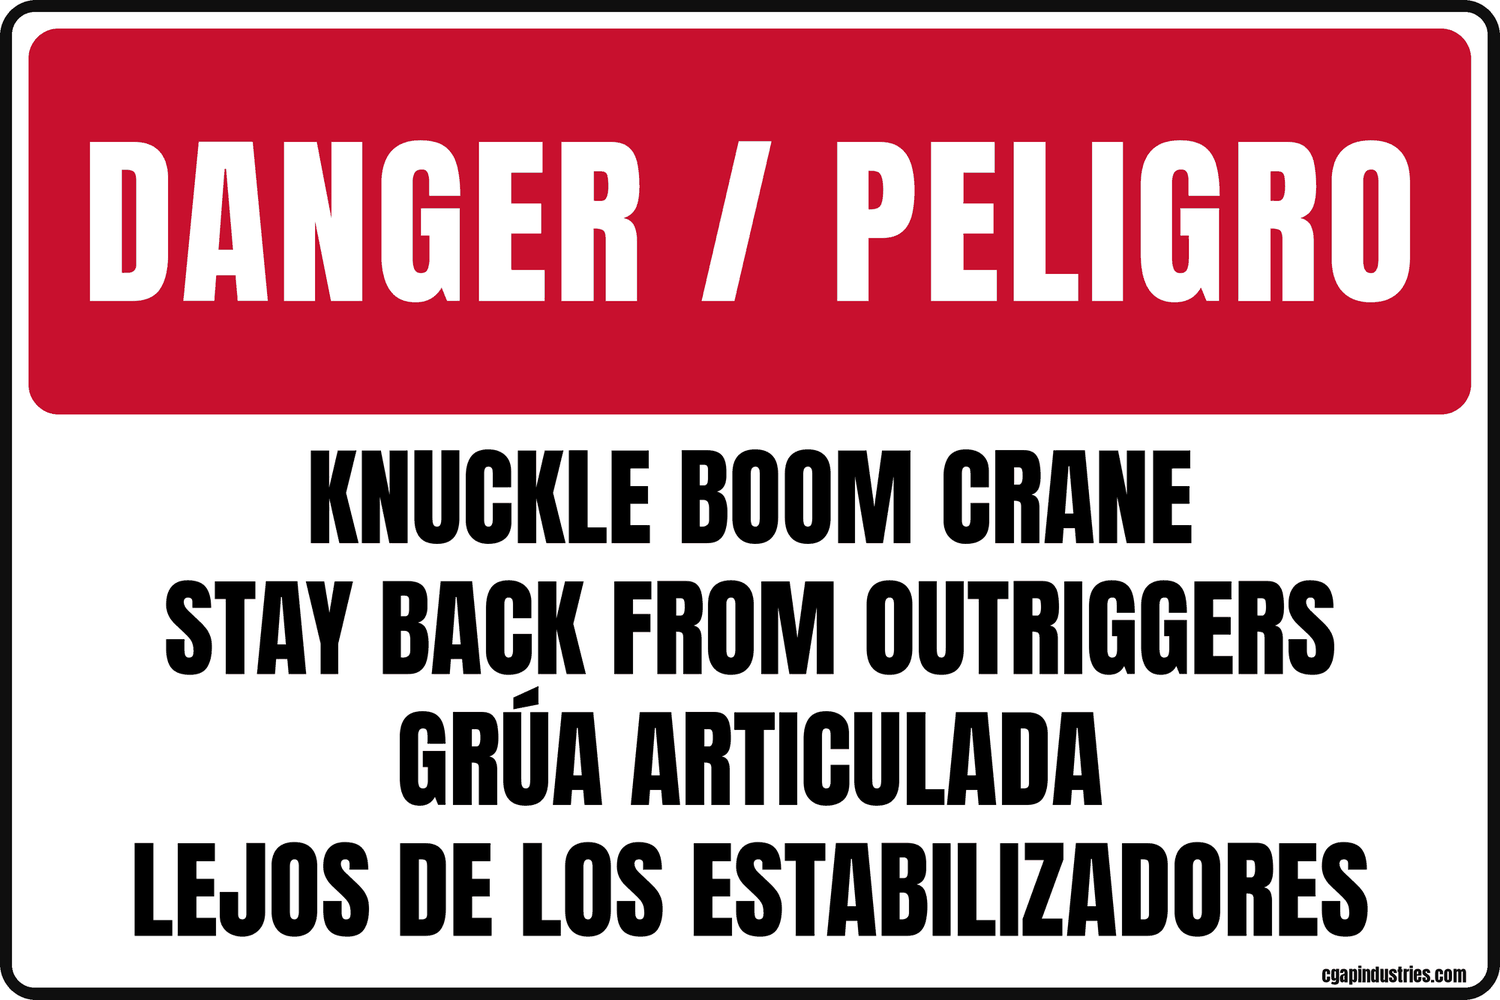 DANGER / PELIGRO
KNUCKLE BOOM CRANE
STAY BACK FROM OUTRIGGERS
GRÚA ARTICULADA
LEJOS DE LOS ESTABILIZADORES
cgapindustries.com